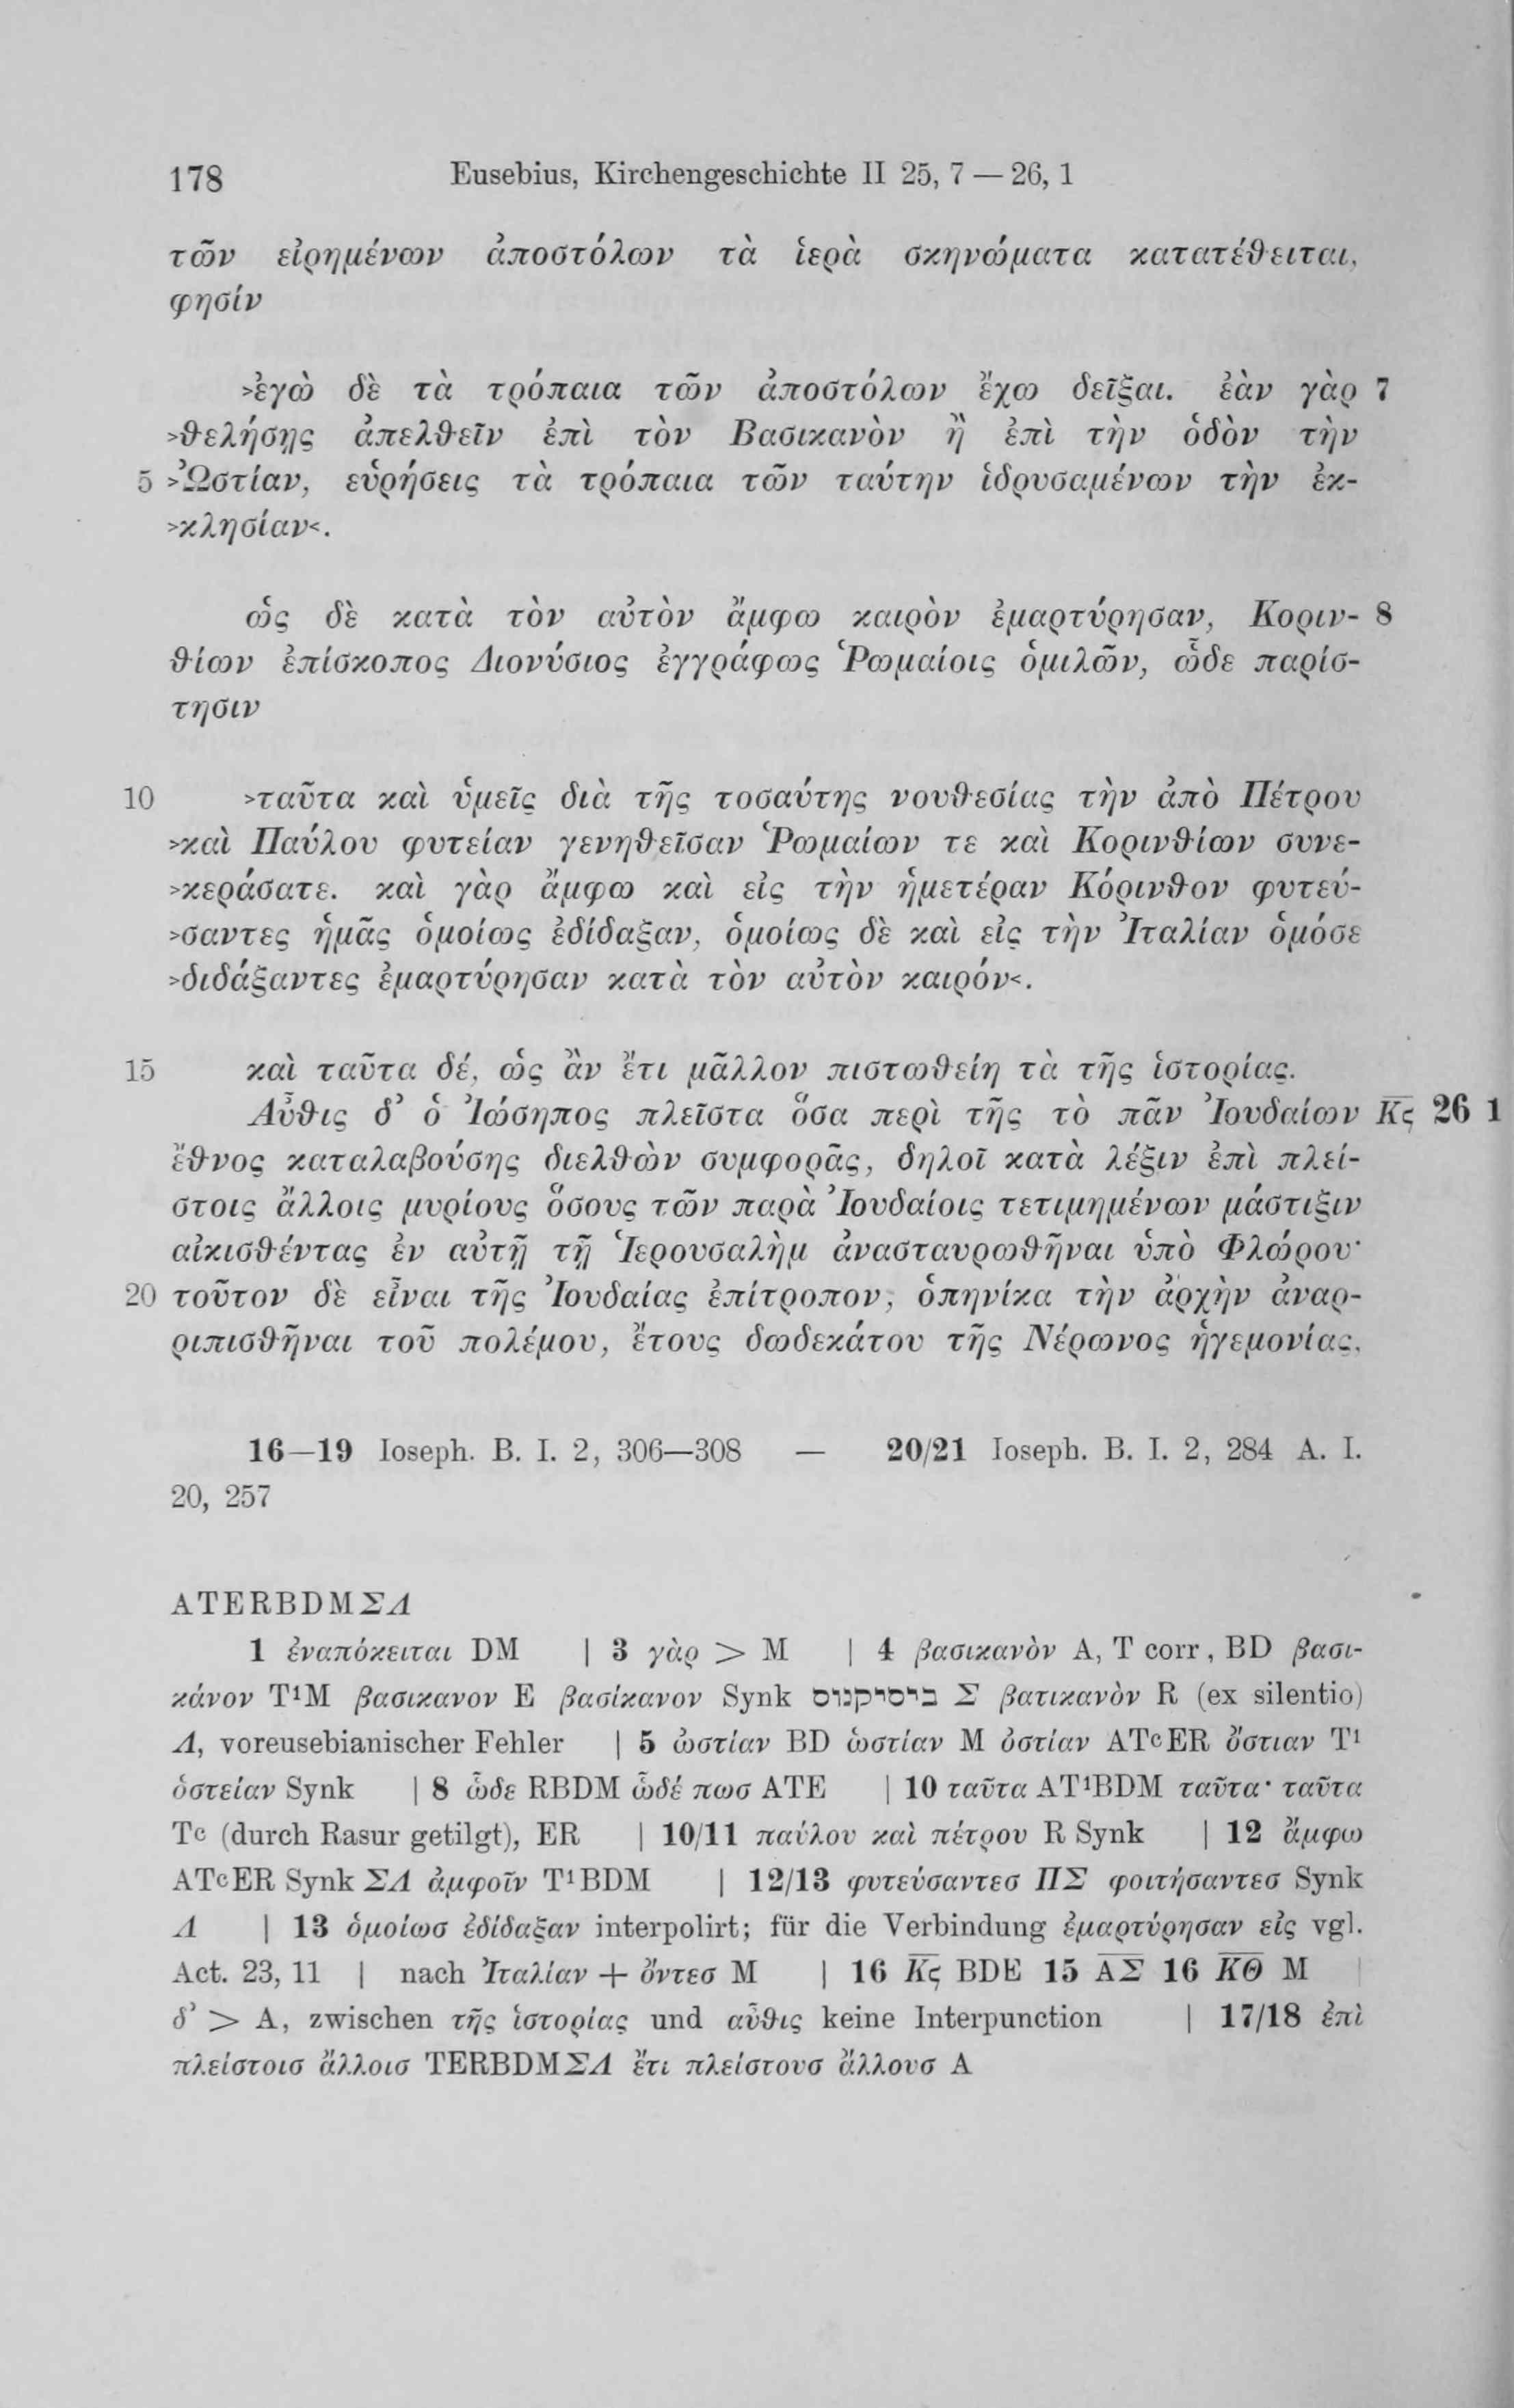 178 Eusebius, Kirchengeschichte II 25, 7 — 26, 1
τῶν εἰρημένων ἀποστόλων τὰ ἱερὰ σκηνώματα κατατέθειται,
φησίν
>ἐγὼ δὲ τὰ τρόπαια τῶν ἀποστόλων ἔχω δεῖξαι. ἐὰν γὰρ 7
>θελήσῃς ἀπελθεῖν ἐπὶ τὸν Βασικανὸν ἢ ἐπὶ τὴν ὁδὸν τὴν
5 >Ὠστίαν, εὑρήσεις τὰ τρόπαια τῶν ταύτην ἱδρυσαμένων τὴν ἐκ-
>κλησίαν<.
ὡς δὲ κατὰ τὸν αὐτὸν ἄμφω καιρὸν ἐμαρτύρησαν, Κοριν- 8
θίων ἐπίσκοπος Διονύσιος ἐγγράφως Ῥωμαίοις ὁμιλῶν, ὧδε παρίσ-
τησιν
10 >ταῦτα καὶ ὑμεῖς διὰ τῆς τοσαύτης νουθεσίας τὴν ἀπὸ Πέτρου
>καὶ Παύλου φυτείαν γενηθεῖσαν Ῥωμαίων τε καὶ Κορινθίων συνε-
>κεράσατε. καὶ γὰρ ἄμφω καὶ εἰς τὴν ἡμετέραν Κόρινθον φυτεύ-
>σαντες ἡμᾶς ὁμοίως ἐδίδαξαν, ὁμοίως δὲ καὶ εἰς τὴν Ἰταλίαν ὁμόσε
>διδάξαντες ἐμαρτύρησαν κατὰ τὸν αὐτὸν καιρόν<.
15 καὶ ταῦτα δέ, ὡς ἂν ἔτι μᾶλλον πιστωθείη τὰ τῆς ἱστορίας.
Αὖθις δ' ὁ Ἰώσηπος πλεῖστα ὅσα περὶ τῆς τὸ πᾶν Ἰουδαίων Κς 26 1
ἔθνος καταλαβούσης διελθὼν συμφορᾶς, δηλοῖ κατὰ λέξιν ἐπὶ πλεί-
στοις ἄλλοις μυρίους ὅσους τῶν παρὰ Ἰουδαίοις τετιμημένων μάστιξιν
αἰκισθέντας ἐν αὐτῇ τῇ Ἱερουσαλὴμ ἀνασταυρωθῆναι ὑπὸ Φλώρου·
20 τοῦτον δὲ εἶναι τῆς Ἰουδαίας ἐπίτροπον, ὁπηνίκα τὴν ἀρχὴν ἀναρ-
ριπισθῆναι τοῦ πολέμου, ἔτους δωδεκάτου τῆς Νέρωνος ἡγεμονίας,
16—19 Ioseph. B. I. 2, 306—308 — 20/21 Ioseph. B. I. 2, 284 A. I.
20, 257
ATERBDMΣΛ
1 ἐναπόκειται DM | 3 γὰρ > M | 4 βασικανὸν A, T corr, BD βασι-
κάνον T¹M βασικανον E βασίκανον Synk בסיקנוס Σ βατικανὸν R (ex silentio)
Λ, voreusebianischer Fehler | 5 ὠστίαν BD ὡστίαν M ὀστίαν ATᶜER ὄστιαν T¹
ὀστείαν Synk | 8 ὧδε RBDM ὧδέ πωσ ATE | 10 ταῦτα AT¹BDM ταῦτα· ταῦτα
Tᶜ (durch Rasur getilgt), ER | 10/11 παύλου καὶ πέτρου R Synk | 12 ἄμφω
ATᶜER Synk ΣΛ ἀμφοῖν T¹BDM | 12/13 φυτεύσαντεσ ΠΣ φοιτήσαντεσ Synk
Λ | 13 ὁμοίωσ ἐδίδαξαν interpolirt; für die Verbindung ἐμαρτύρησαν εἰς vgl.
Act. 23, 11 | nach Ἰταλίαν + ὄντεσ M | 16 Κς BDE 15 ΑΣ 16 ΚΘ M |
δ' > A, zwischen τῆς ἱστορίας und αὖθις keine Interpunction | 17/18 ἐπὶ
πλείστοισ ἄλλοισ TERBDMΣΛ ἔτι πλείστουσ ἄλλουσ A